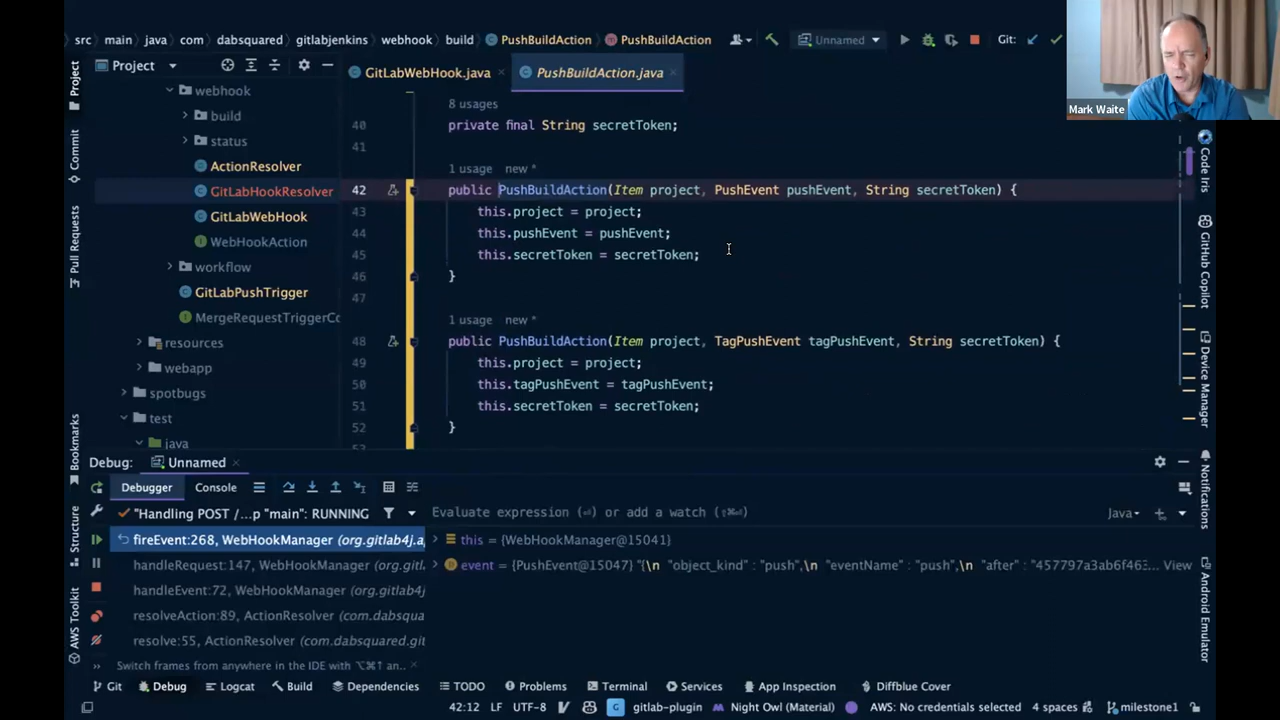 src main java com dabsquared gitlabjenkins webhook build PushBuildAction PushBuildAction Unnamed Git:
Mark Waite
Project
GitLabWebHook.java
PushBuildAction.java
webhook
build
status
ActionResolver
GitLabHookResolver
GitLabWebHook
WebHookAction
workflow
GitLabPushTrigger
MergeRequestTriggerCo
resources
webapp
spotbugs
test
java
8 usages
40 private final String secretToken;
41
1 usage new *
42 public PushBuildAction(Item project, PushEvent pushEvent, String secretToken) {
43 this.project = project;
44 this.pushEvent = pushEvent;
45 this.secretToken = secretToken;
46 }
47
1 usage new *
48 public PushBuildAction(Item project, TagPushEvent tagPushEvent, String secretToken) {
49 this.project = project;
50 this.tagPushEvent = tagPushEvent;
51 this.secretToken = secretToken;
52 }
Project
Commit
Pull Requests
Bookmarks
Structure
AWS Toolkit
Code Iris
GitHub Copilot
Device Manager
Notifications
Android Emulator
Debug: Unnamed
Debugger Console
"Handling POST /...p "main": RUNNING
Evaluate expression (⏎) or add a watch (⇧⌘⏎) Java
fireEvent:268, WebHookManager (org.gitlab4j.a
handleRequest:147, WebHookManager (org.gitl
handleEvent:72, WebHookManager (org.gitlab4j
resolveAction:89, ActionResolver (com.dabsquared.git
resolve:55, ActionResolver (com.dabsquared.git
this = {WebHookManager@15041}
event = {PushEvent@15047} "{\n "object_kind" : "push",\n "eventName" : "push",\n "after" : "457797a3ab6f463... View
Switch frames from anywhere in the IDE with ⌥⌘↑ an...
Git Debug Logcat Build Dependencies TODO Problems Terminal Services App Inspection Diffblue Cover
42:12 LF UTF-8 gitlab-plugin Night Owl (Material) AWS: No credentials selected 4 spaces milestone1